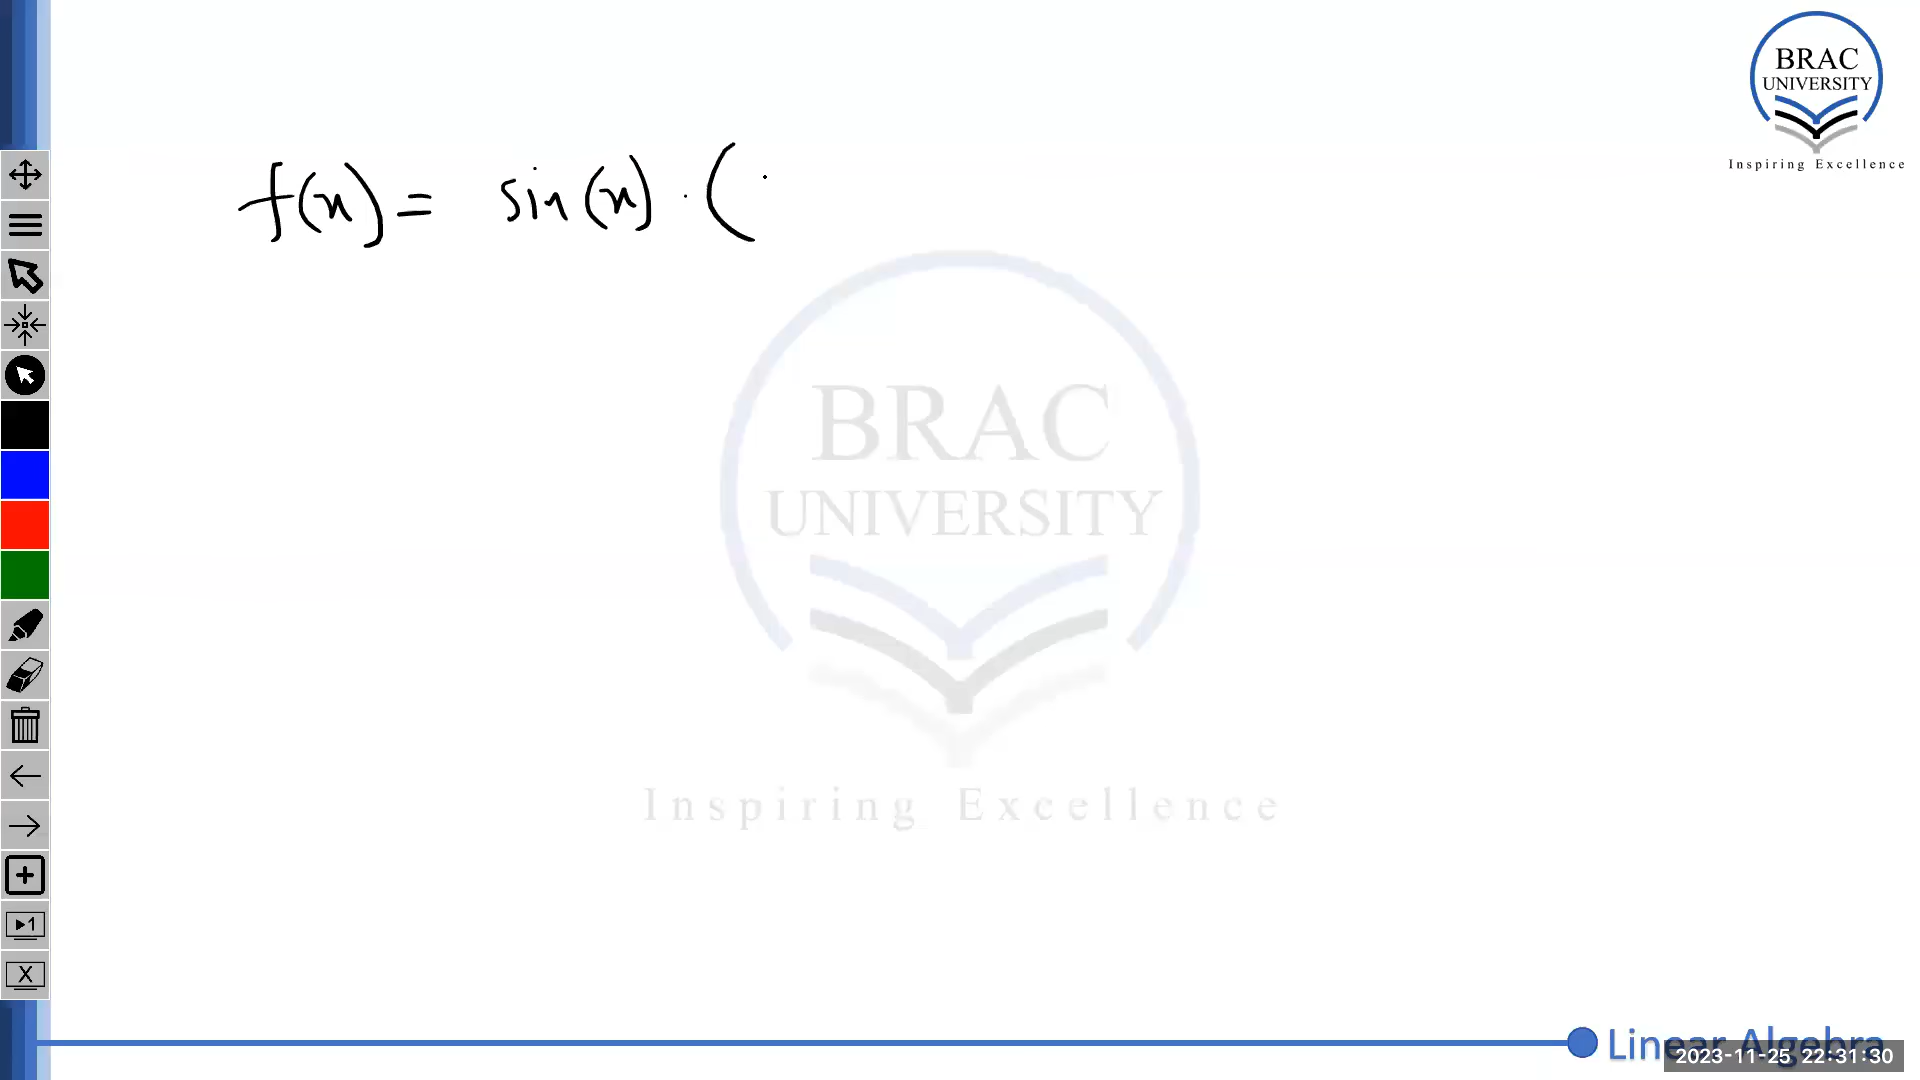 BRAC
UNIVERSITY
Inspiring Excellence
f(x) = sin(x) · (
BRAC
UNIVERSITY
Inspiring Excellence
Linear Algebra
2023-11-25 22:31:30